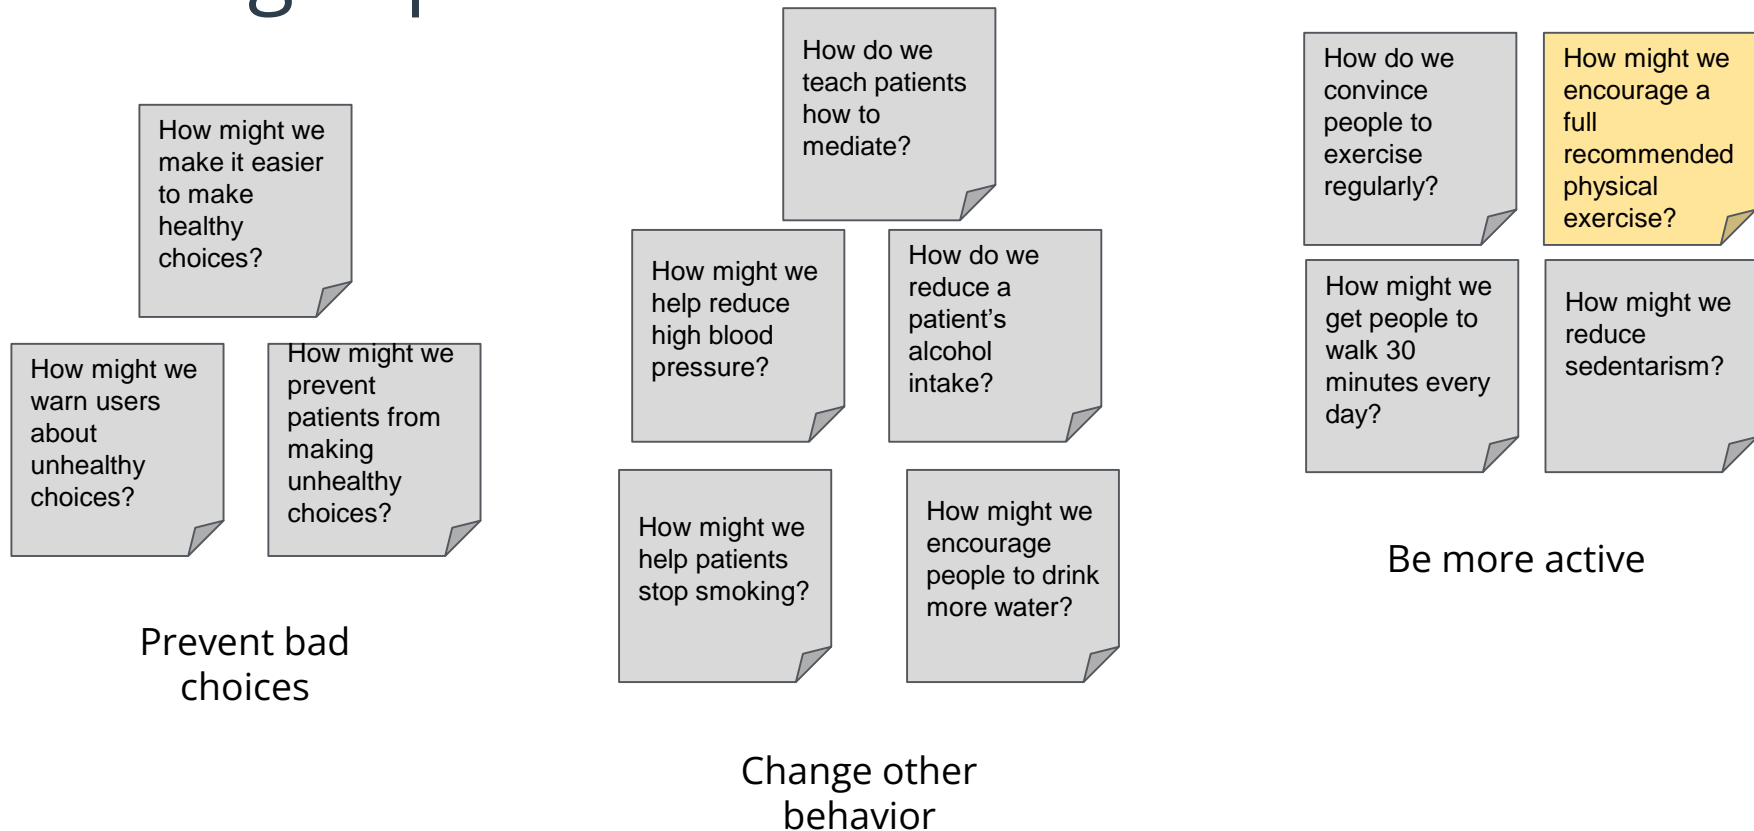 How might we
make it easier
to make
healthy
choices?
How might we
warn users
about
unhealthy
choices?
How might we
prevent
patients from
making
unhealthy
choices?
Prevent bad
choices
How do we
teach patients
how to
mediate?
How might we
help reduce
high blood
pressure?
How do we
reduce a
patient’s
alcohol
intake?
How might we
help patients
stop smoking?
How might we
encourage
people to drink
more water?
Change other
behavior
How do we
convince
people to
exercise
regularly?
How might we
encourage a
full
recommended
physical
exercise?
How might we
get people to
walk 30
minutes every
day?
How might we
reduce
sedentarism?
Be more active